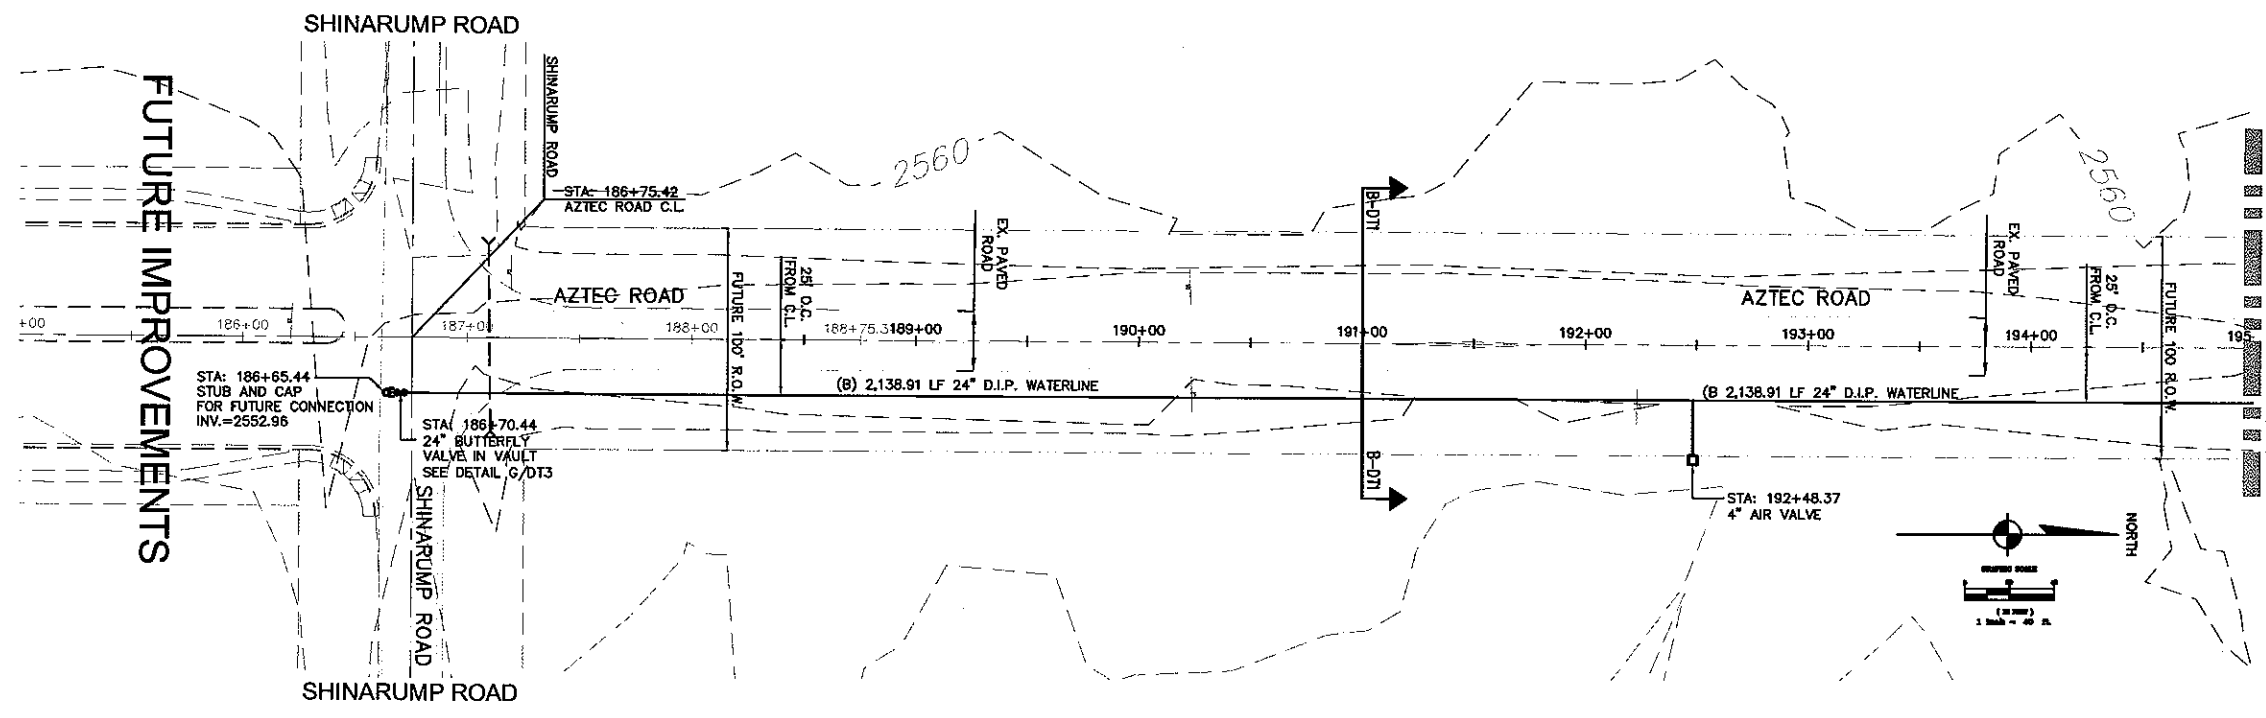 SHINARUMP ROAD
FUTURE IMPROVEMENTS
SHINARUMP ROAD
STA: 186+75.42
AZTEC ROAD C.L.
2560
2560
B-DT1
EX. PAVED
ROAD
EX. PAVED
ROAD
25' O.C.
FROM C.L.
25' O.C.
FROM C.L.
FUTURE 100' R.O.W.
FUTURE 100 R.O.W.
AZTEC ROAD
AZTEC ROAD
+00
186+00
187+00
188+00
188+75.3
189+00
190+00
191+00
192+00
193+00
194+00
195
STA: 186+65.44
STUB AND CAP
FOR FUTURE CONNECTION
INV.=2552.96
(B) 2,138.91 LF 24" D.I.P. WATERLINE
(B 2,138.91 LF 24" D.I.P. WATERLINE
STA: 186+70.44
24" BUTTERFLY
VALVE IN VAULT
SEE DETAIL G/DT3
B-DT1
STA: 192+48.37
4" AIR VALVE
NORTH
GRAPHIC SCALE
1 inch = 40 ft.
SHINARUMP ROAD
SHINARUMP ROAD